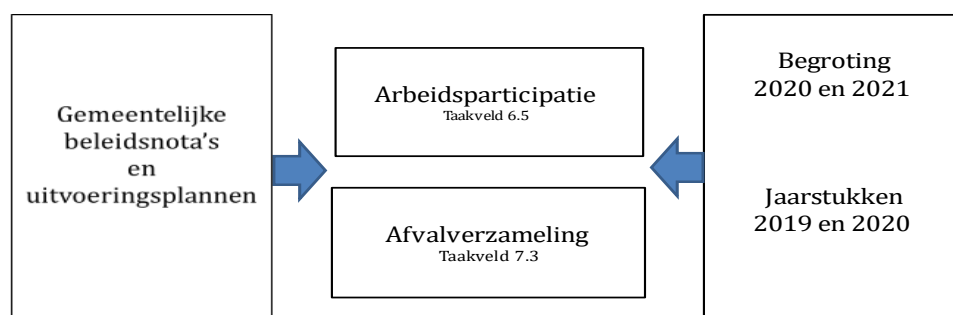 Gemeentelijke
beleidsnota's
en
uitvoeringsplannen
Arbeidsparticipatie
Taakveld 6.5
Afvalverzameling
Taakveld 7.3
Begroting
2020 en 2021
Jaarstukken
2019 en 2020